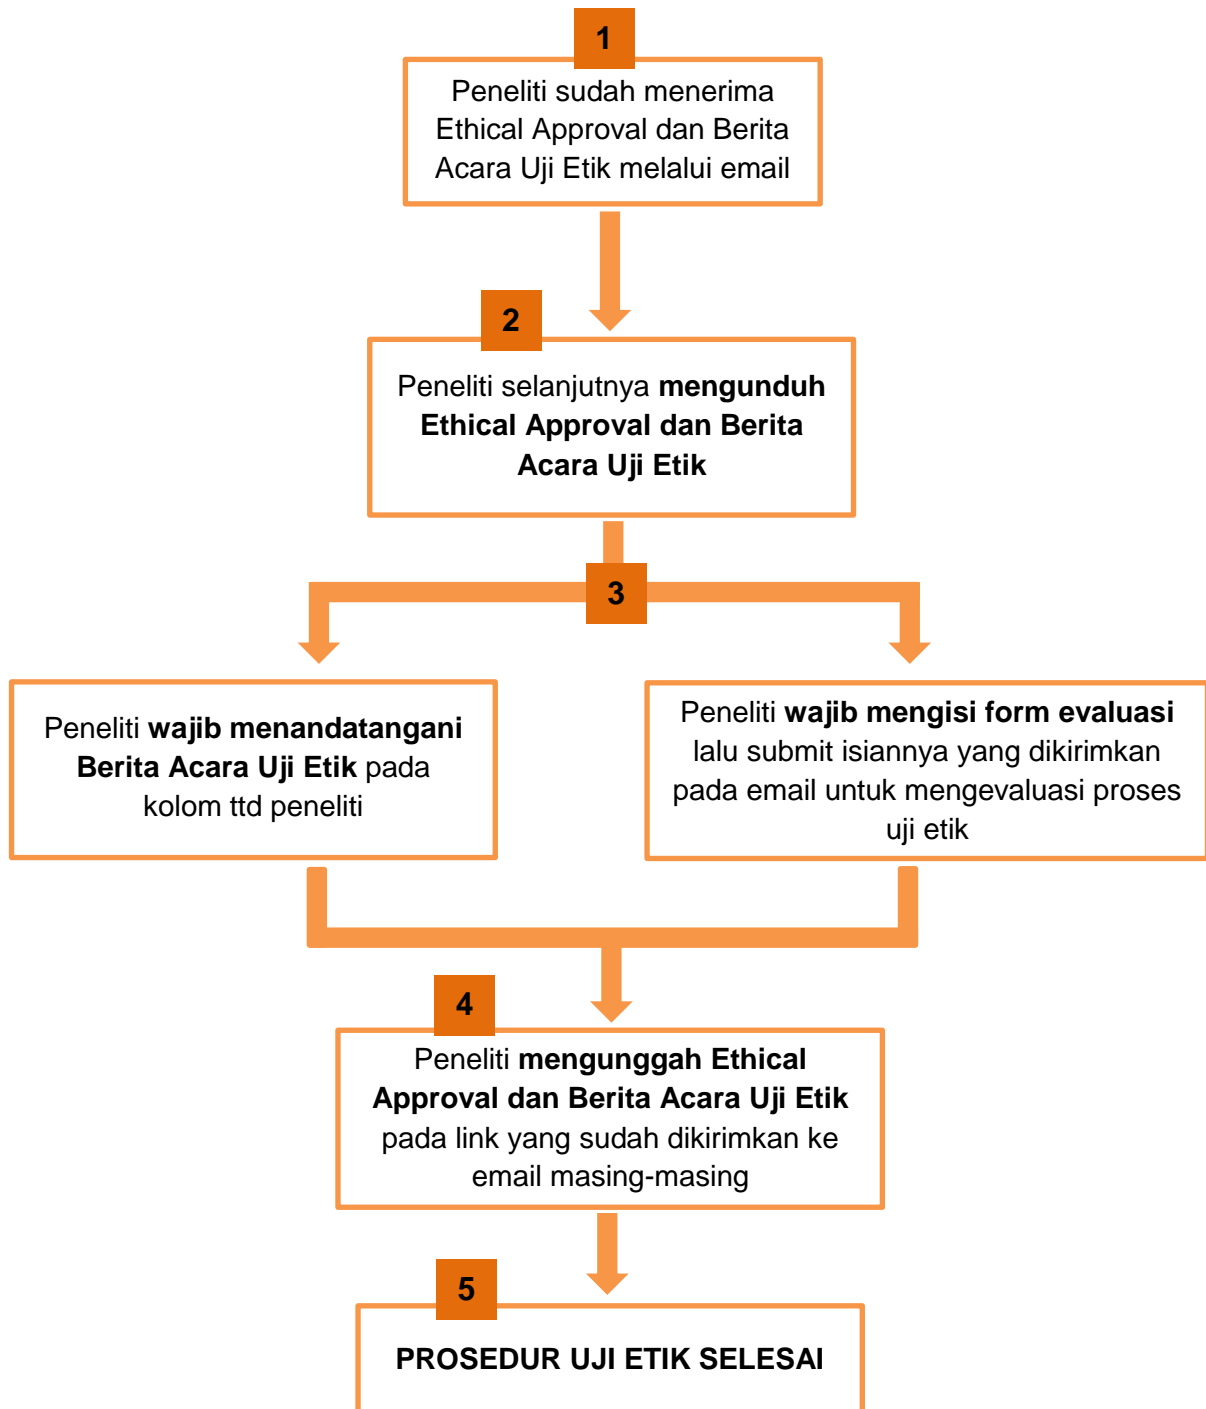 1
Peneliti sudah menerima
Ethical Approval dan Berita
Acara Uji Etik melalui email
2
Peneliti selanjutnya mengunduh
Ethical Approval dan Berita
Acara Uji Etik
3
Peneliti wajib menandatangani
Berita Acara Uji Etik pada
kolom ttd peneliti
Peneliti wajib mengisi form evaluasi
lalu submit isiannya yang dikirimkan
pada email untuk mengevaluasi proses
uji etik
4
Peneliti mengunggah Ethical
Approval dan Berita Acara Uji Etik
pada link yang sudah dikirimkan ke
email masing-masing
5
PROSEDUR UJI ETIK SELESAI